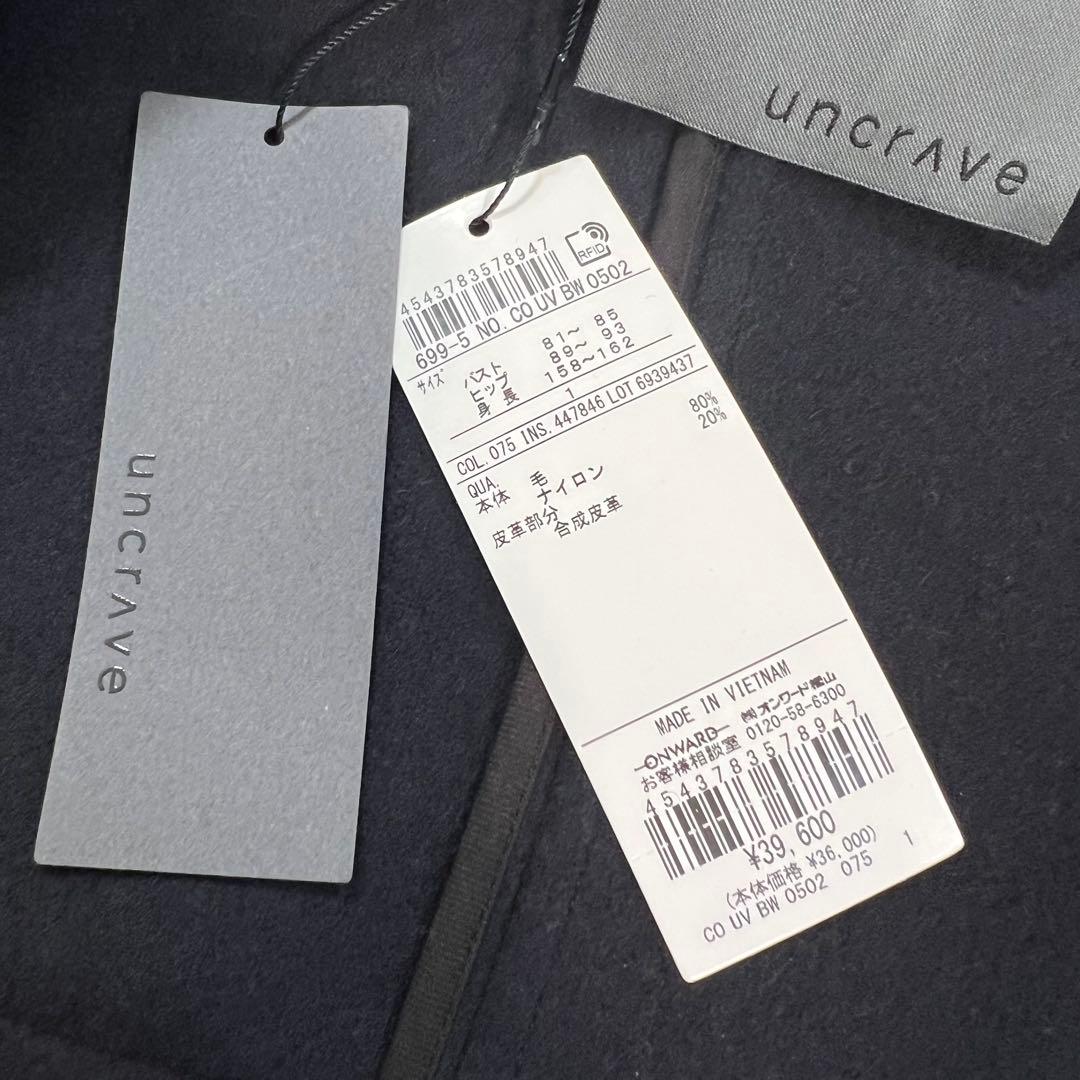 uncrΛve
uncrΛve
RFID
4543783578947
699-5 NO. CO UV BW 0502
サイズ バスト 81～ 85
ヒップ 89～ 93
身長 158～162
1
COL. 075 INS. 447846 LOT 6939437
QUA.
本体 毛 80%
ナイロン 20%
皮革部分
合成皮革
MADE IN VIETNAM
ONWARD ㈱オンワード樫山
お客様相談室 0120-58-6300
4543783578947
¥39,600
(本体価格 ¥36,000)
CO UV BW 0502 075 1